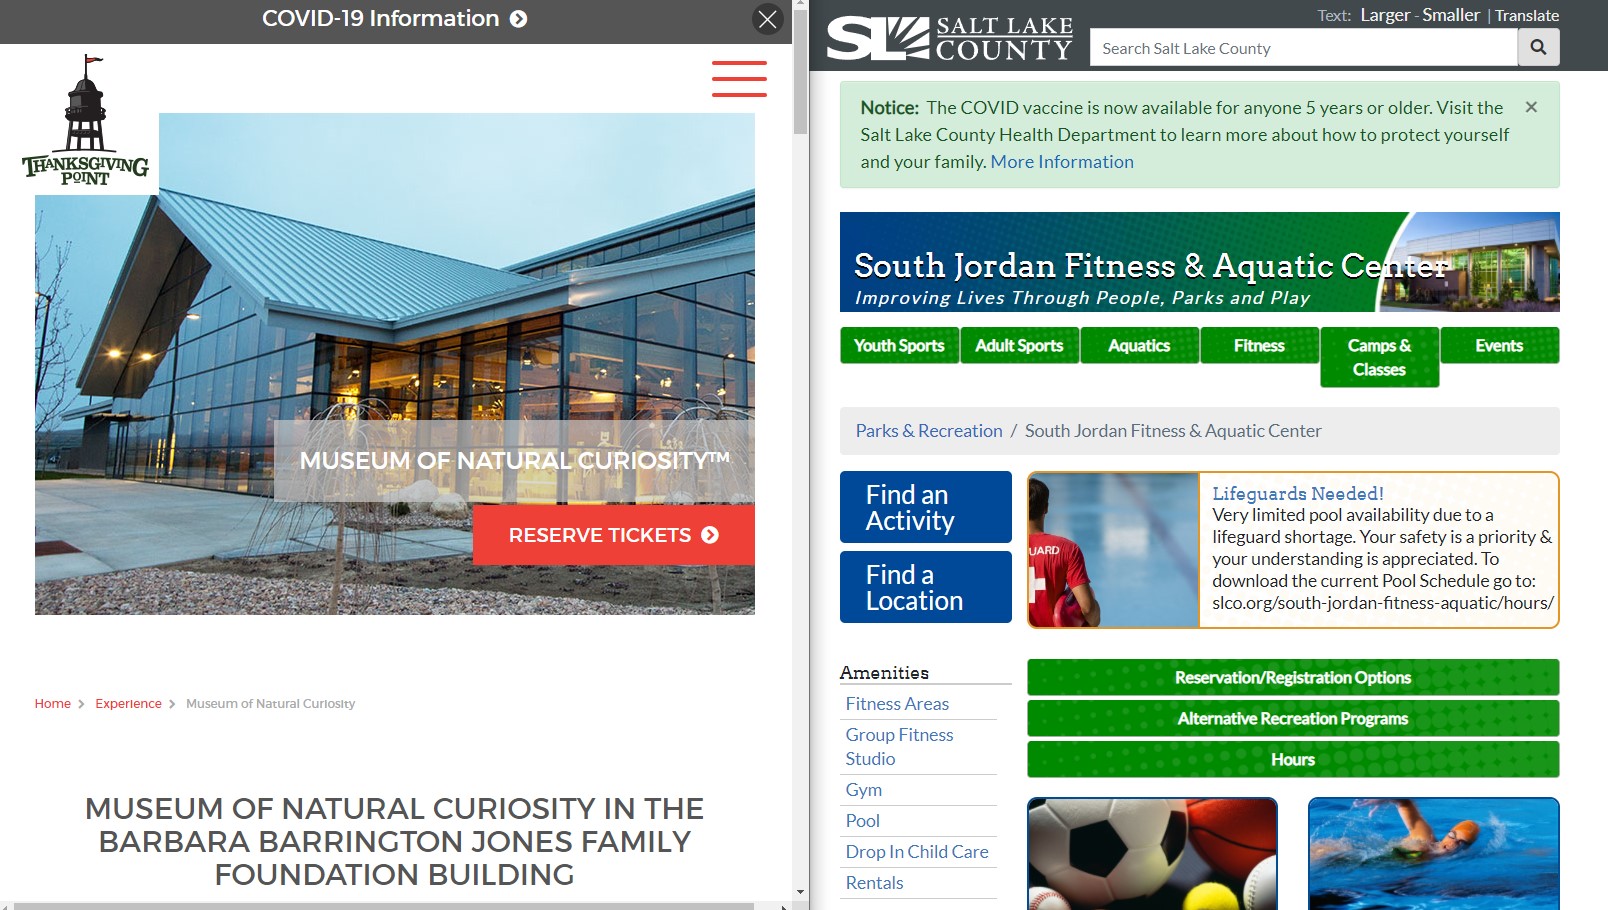 COVID-19 Information
THANKSGIVING
POINT
MUSEUM OF NATURAL CURIOSITY™
RESERVE TICKETS
Home
Experience
Museum of Natural Curiosity
MUSEUM OF NATURAL CURIOSITY IN THE
BARBARA BARRINGTON JONES FAMILY
FOUNDATION BUILDING
SL
SALT LAKE
COUNTY
Text: Larger - Smaller | Translate
Search Salt Lake County
Notice: The COVID vaccine is now available for anyone 5 years or older. Visit the
Salt Lake County Health Department to learn more about how to protect yourself
and your family. More Information
South Jordan Fitness & Aquatic Center
Improving Lives Through People, Parks and Play
Youth Sports
Adult Sports
Aquatics
Fitness
Camps &
Classes
Events
Parks & Recreation / South Jordan Fitness & Aquatic Center
Find an
Activity
Find a
Location
UARD
Lifeguards Needed!
Very limited pool availability due to a
lifeguard shortage. Your safety is a priority &
your understanding is appreciated. To
download the current Pool Schedule go to:
slco.org/south-jordan-fitness-aquatic/hours/
Amenities
Fitness Areas
Group Fitness
Studio
Gym
Pool
Drop In Child Care
Rentals
Reservation/Registration Options
Alternative Recreation Programs
Hours